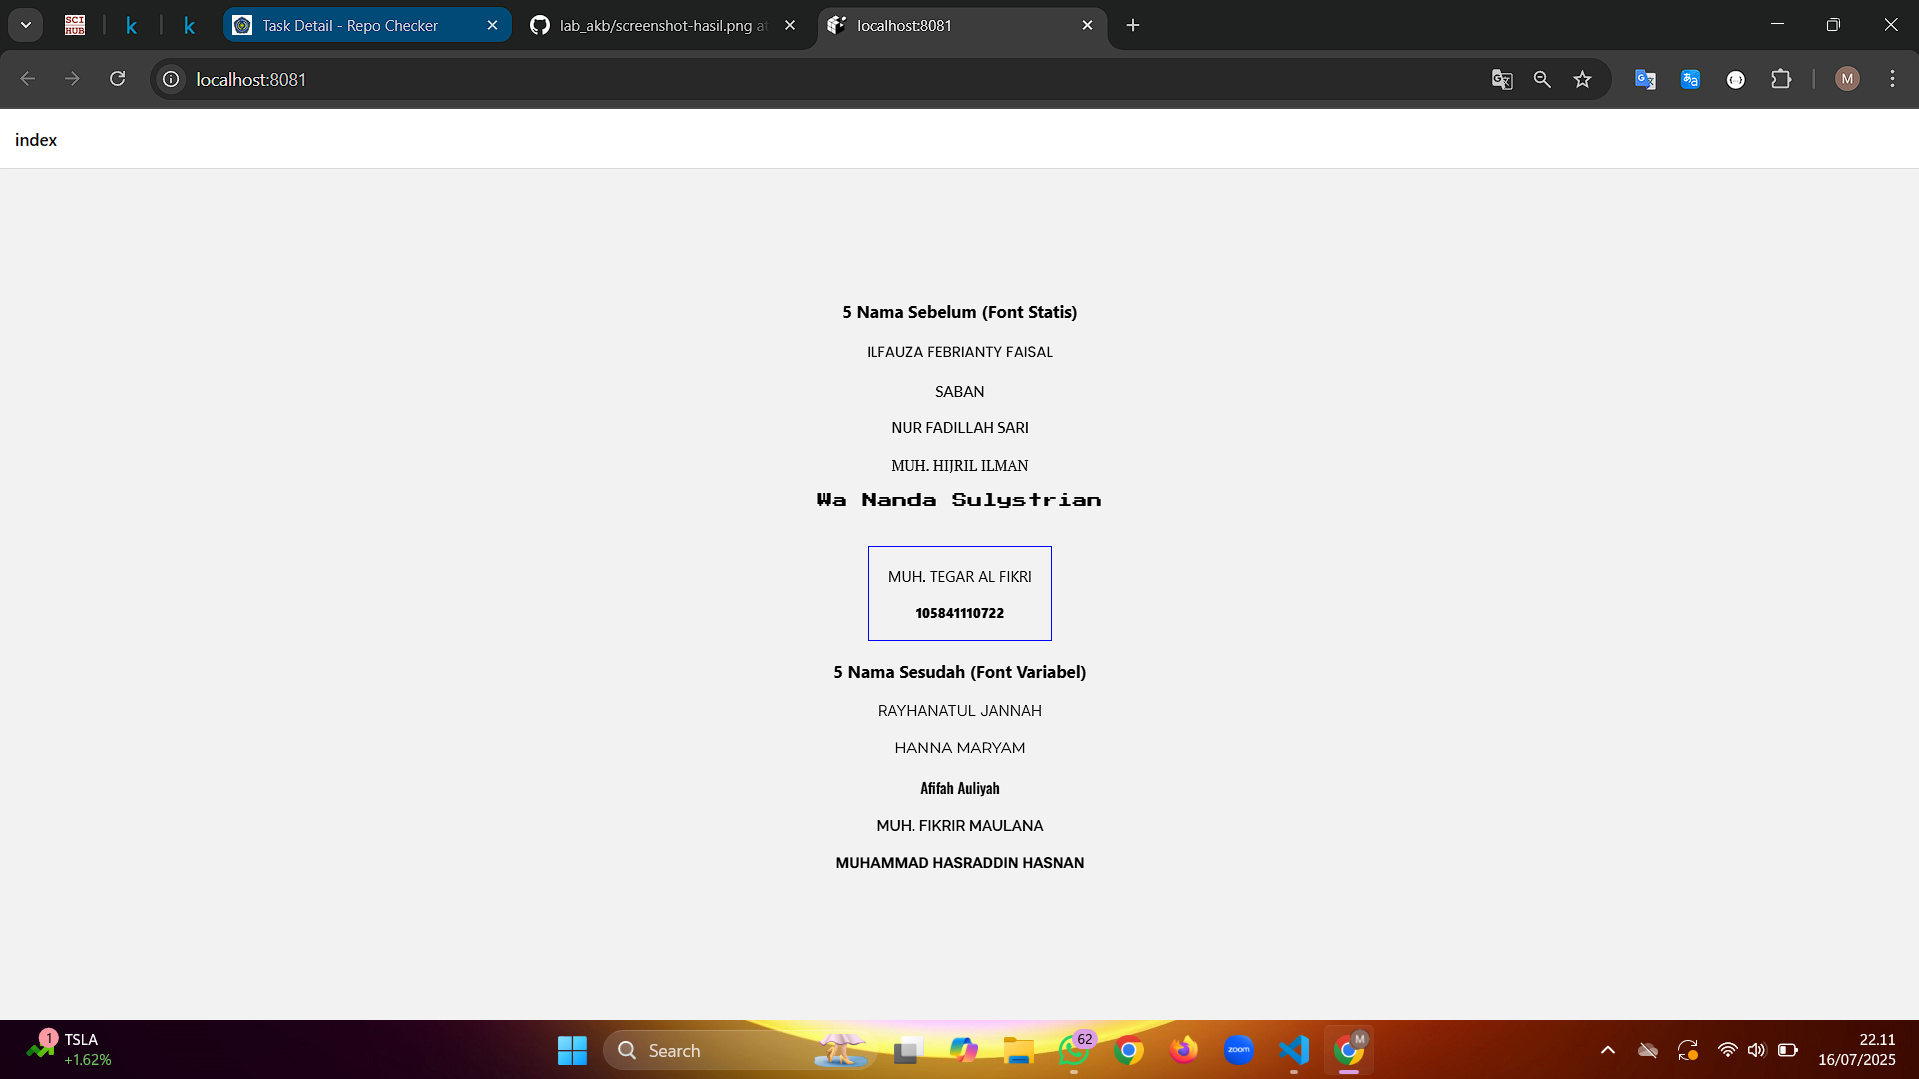 SCI
HUB
k
k
Task Detail - Repo Checker
lab_akb/screenshot-hasil.png at
localhost:8081
localhost:8081
M
index
5 Nama Sebelum (Font Statis)
ILFAUZA FEBRIANTY FAISAL
SABAN
NUR FADILLAH SARI
MUH. HIJRIL ILMAN
Wa Nanda Sulystrian
MUH. TEGAR AL FIKRI
105841110722
5 Nama Sesudah (Font Variabel)
RAYHANATUL JANNAH
HANNA MARYAM
Afifah Auliyah
MUH. FIKRIR MAULANA
MUHAMMAD HASRADDIN HASNAN
1
TSLA
+1.62%
Search
62
zoom
M
22.11
16/07/2025